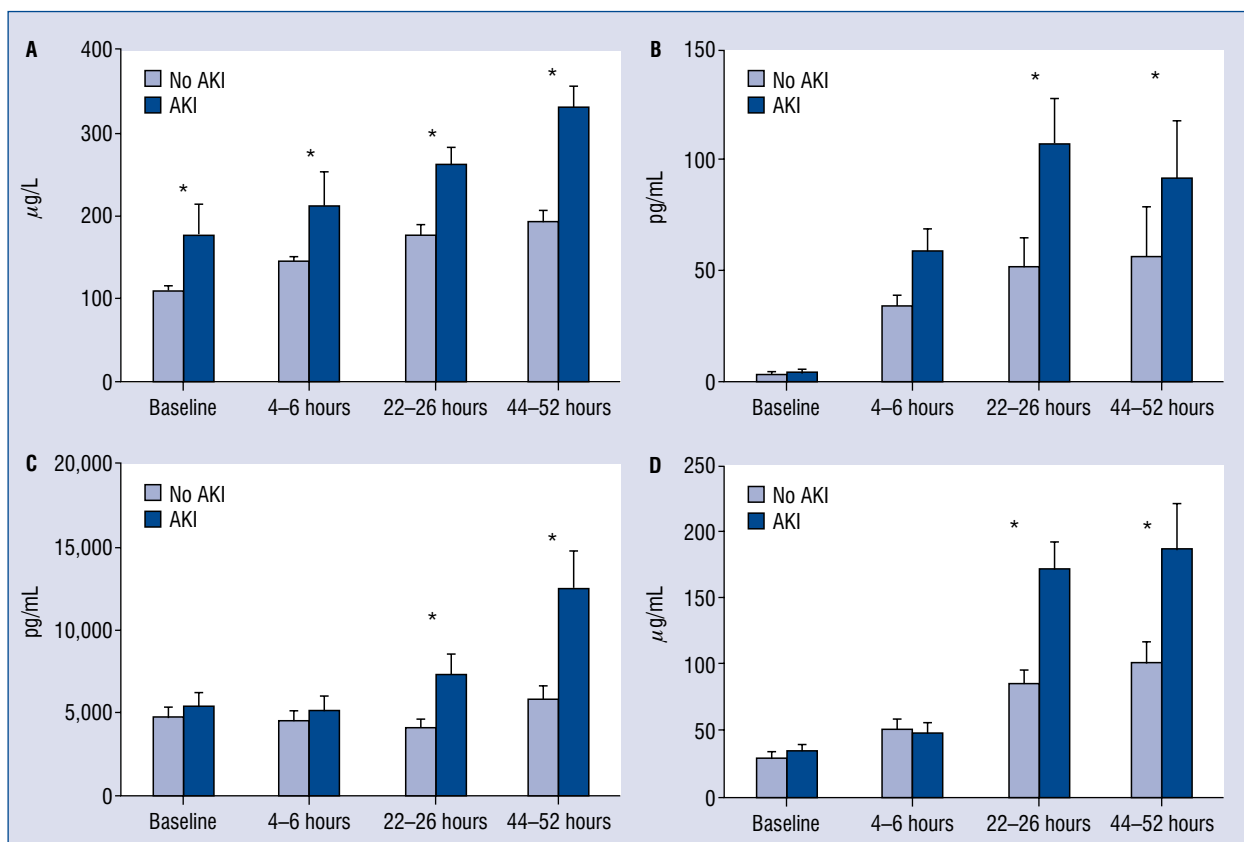 A
400
300
200
100
0
μg/L
No AKI
AKI
*
*
*
*
Baseline
4–6 hours
22–26 hours
44–52 hours
B
150
100
50
0
pg/mL
No AKI
AKI
*
*
Baseline
4–6 hours
22–26 hours
44–52 hours
C
20,000
15,000
10,000
5,000
0
pg/mL
No AKI
AKI
*
*
Baseline
4–6 hours
22–26 hours
44–52 hours
D
250
200
150
100
50
0
μg/mL
No AKI
AKI
*
*
Baseline
4–6 hours
22–26 hours
44–52 hours